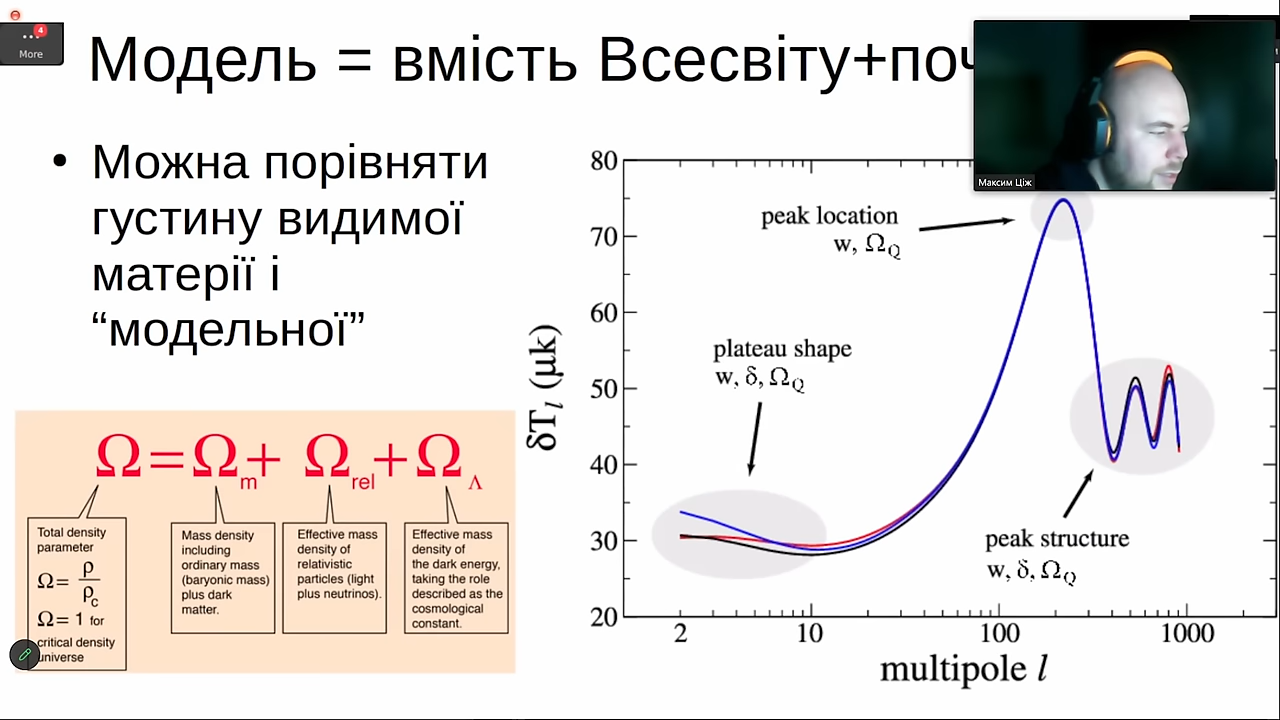 4
More
Модель = вмість Всесвіту+поч
Максим Ціж
• Можна порівняти
густину видимої
матерії і
“модельної”
Ω=Ωm+ Ωrel+ΩΛ
Total density
parameter
Ω= ρ/ρc
Ω= 1 for
critical density
universe
Mass density
including
ordinary mass
(baryonic mass)
plus dark
matter.
Effective mass
density of
relativistic
particles (light
plus neutrinos).
Effective mass
density of
the dark energy,
taking the role
described as the
cosmological
constant.
δTl (μk)
80
70
60
50
40
30
20
peak location
w, ΩQ
plateau shape
w, δ, ΩQ
peak structure
w, δ, ΩQ
2 10 100 1000
multipole l